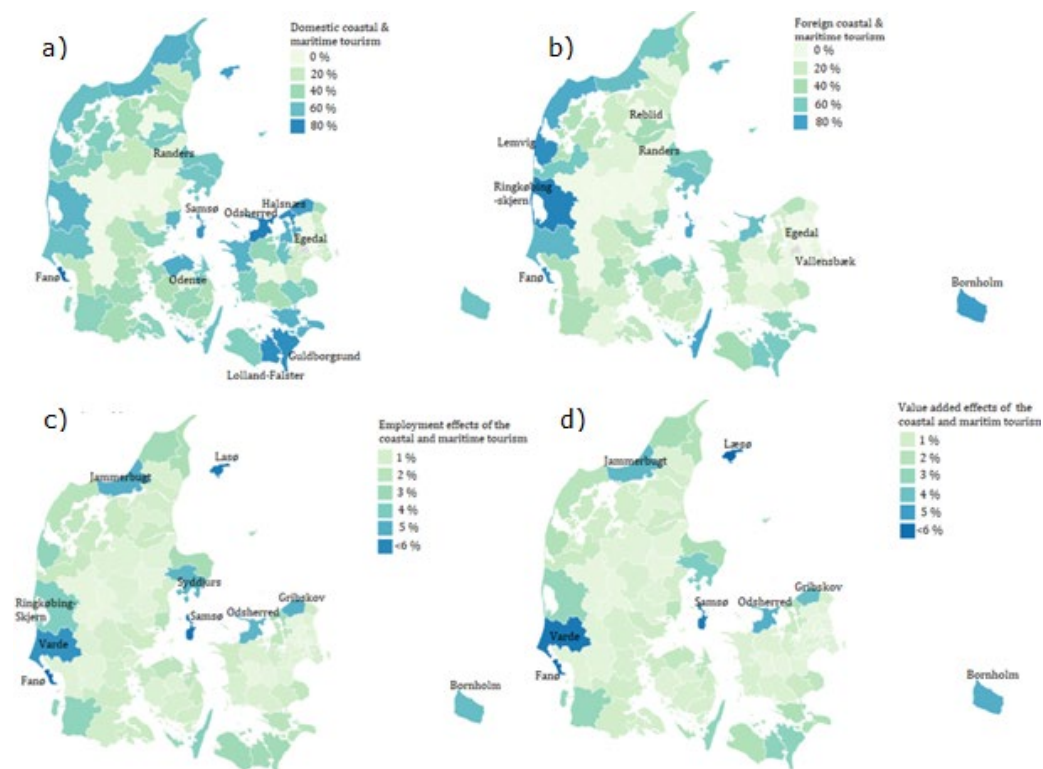 a)
Domestic coastal &
maritime tourism
0 %
20 %
40 %
60 %
80 %
Randers
Samsø
Odsherred
Halsnæs
Egedal
Fanø
Odense
Guldborgsund
Lolland-Falster
b)
Foreign coastal &
maritime tourism
0 %
20 %
40 %
60 %
80 %
Reblid
Lemvig
Randers
Ringkøbing
-skjern
Egedal
Vallensbæk
Fanø
Bornholm
c)
Employment effects of the
coastal and maritime tourism
1 %
2 %
3 %
4 %
5 %
<6 %
Lasø
Jammerbugt
Syddjurs
Gribskov
Ringkøbing-
Skjern
Samsø
Odsherred
Varde
Fanø
Bornholm
d)
Value added effects of the
coastal and maritim tourism
1 %
2 %
3 %
4 %
5 %
<6 %
Læsø
Jammerbugt
Gribskov
Samsø
Odsherred
Varde
Fanø
Bornholm